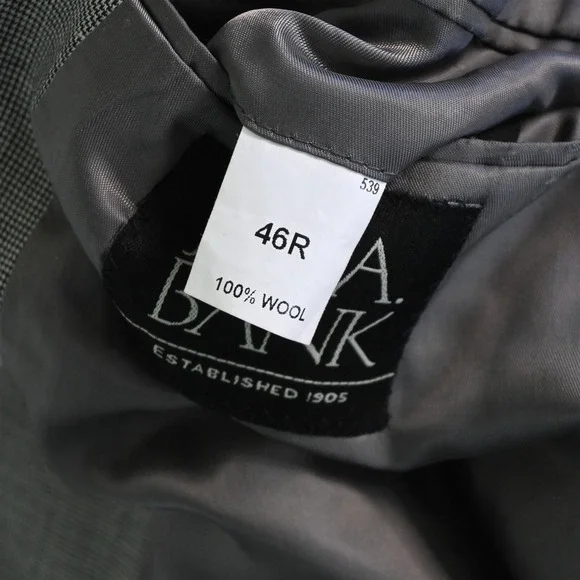 539
46R
100% WOOL
A.
BANK
ESTABLISHED 1905